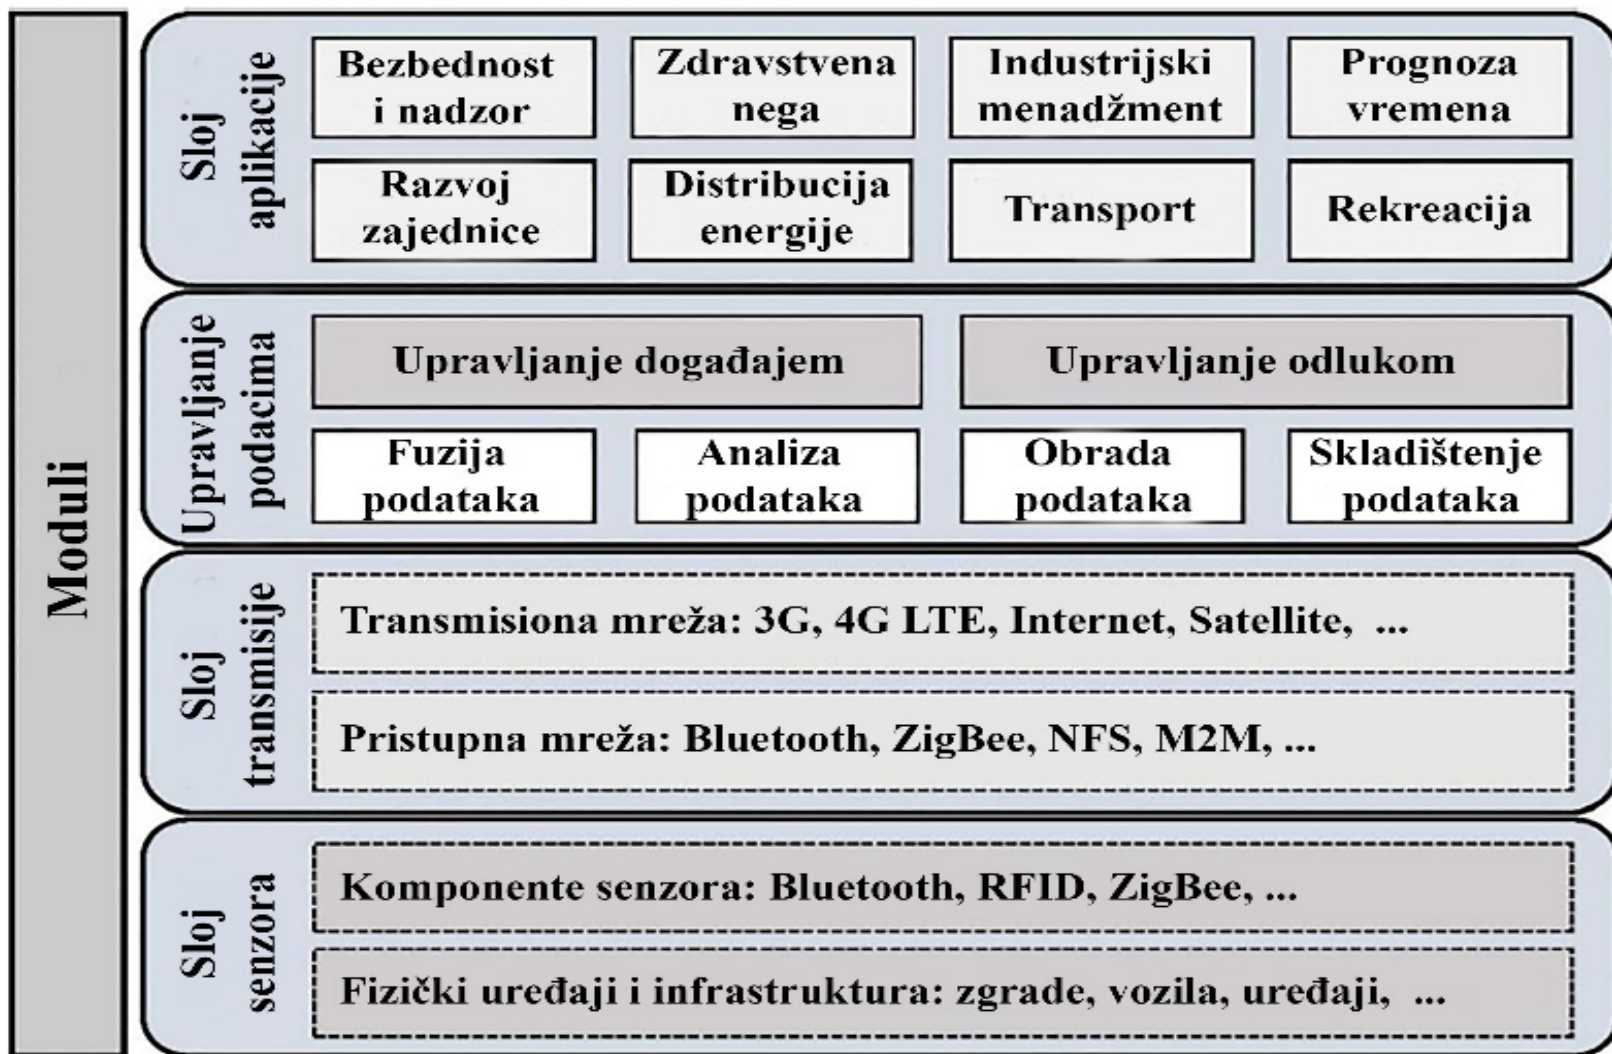 Moduli
Sloj
aplikacije
Bezbednost
i nadzor
Zdravstvena
nega
Industrijski
menadžment
Prognoza
vremena
Razvoj
zajednice
Distribucija
energije
Transport
Rekreacija
Upravljanje
podacima
Upravljanje događajem
Upravljanje odlukom
Fuzija
podataka
Analiza
podataka
Obrada
podataka
Skladištenje
podataka
Sloj
transmisije
Transmisiona mreža: 3G, 4G LTE, Internet, Satellite, ...
Pristupna mreža: Bluetooth, ZigBee, NFS, M2M, ...
Sloj
senzora
Komponente senzora: Bluetooth, RFID, ZigBee, ...
Fizički uređaji i infrastruktura: zgrade, vozila, uređaji, ...